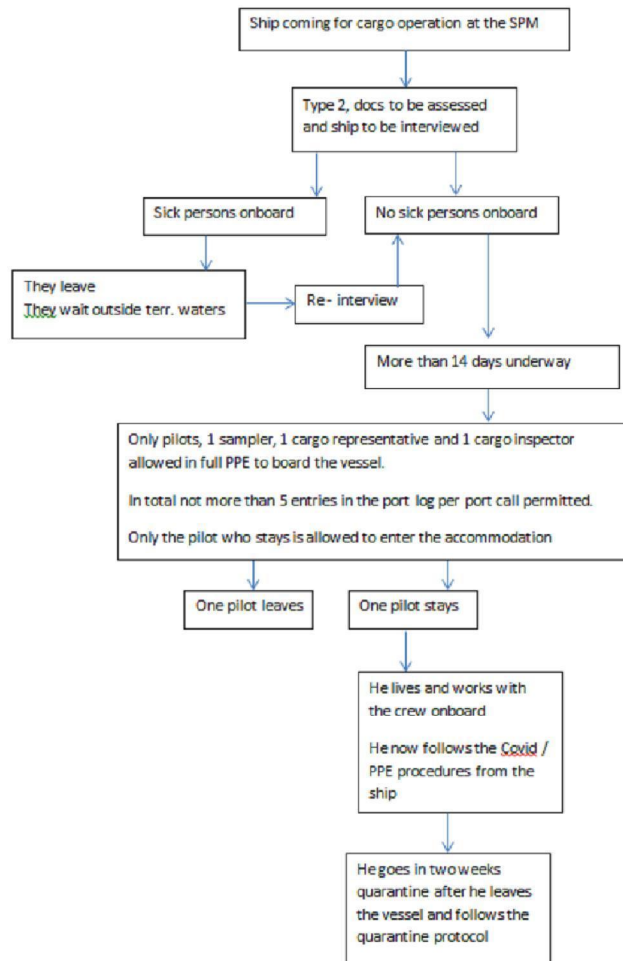 Ship coming for cargo operation at the SPM
Type 2, docs to be assessed
and ship to be interviewed
Sick persons onboard
No sick persons onboard
They leave
They wait outside terr. waters
Re - interview
More than 14 days underway
Only pilots, 1 sampler, 1 cargo representative and 1 cargo inspector
allowed in full PPE to board the vessel.
In total not more than 5 entries in the port log per port call permitted.
Only the pilot who stays is allowed to enter the accommodation
One pilot leaves
One pilot stays
He lives and works with
the crew onboard
He now follows the Covid /
PPE procedures from the
ship
He goes in two weeks
quarantine after he leaves
the vessel and follows the
quarantine protocol